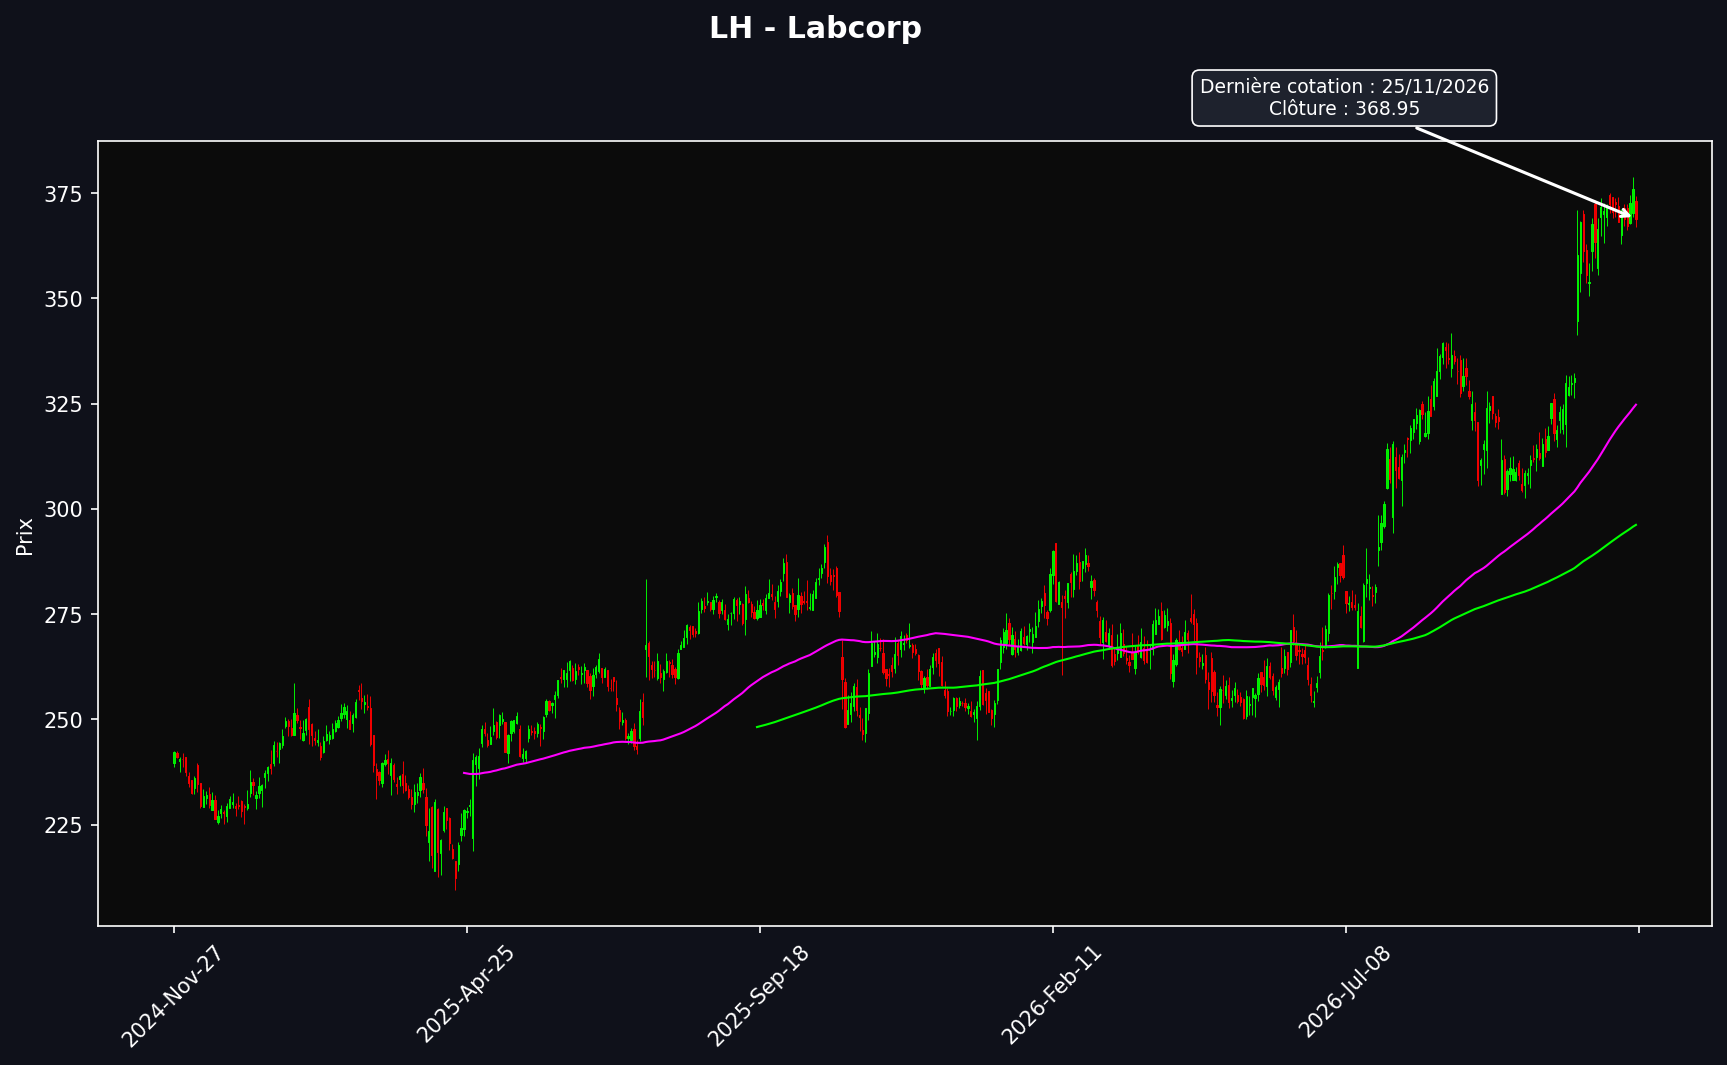 LH - Labcorp
Dernière cotation : 25/11/2026
Clôture : 368.95
Prix
375
350
325
300
275
250
225
2024-Nov-27
2025-Apr-25
2025-Sep-18
2026-Feb-11
2026-Jul-08